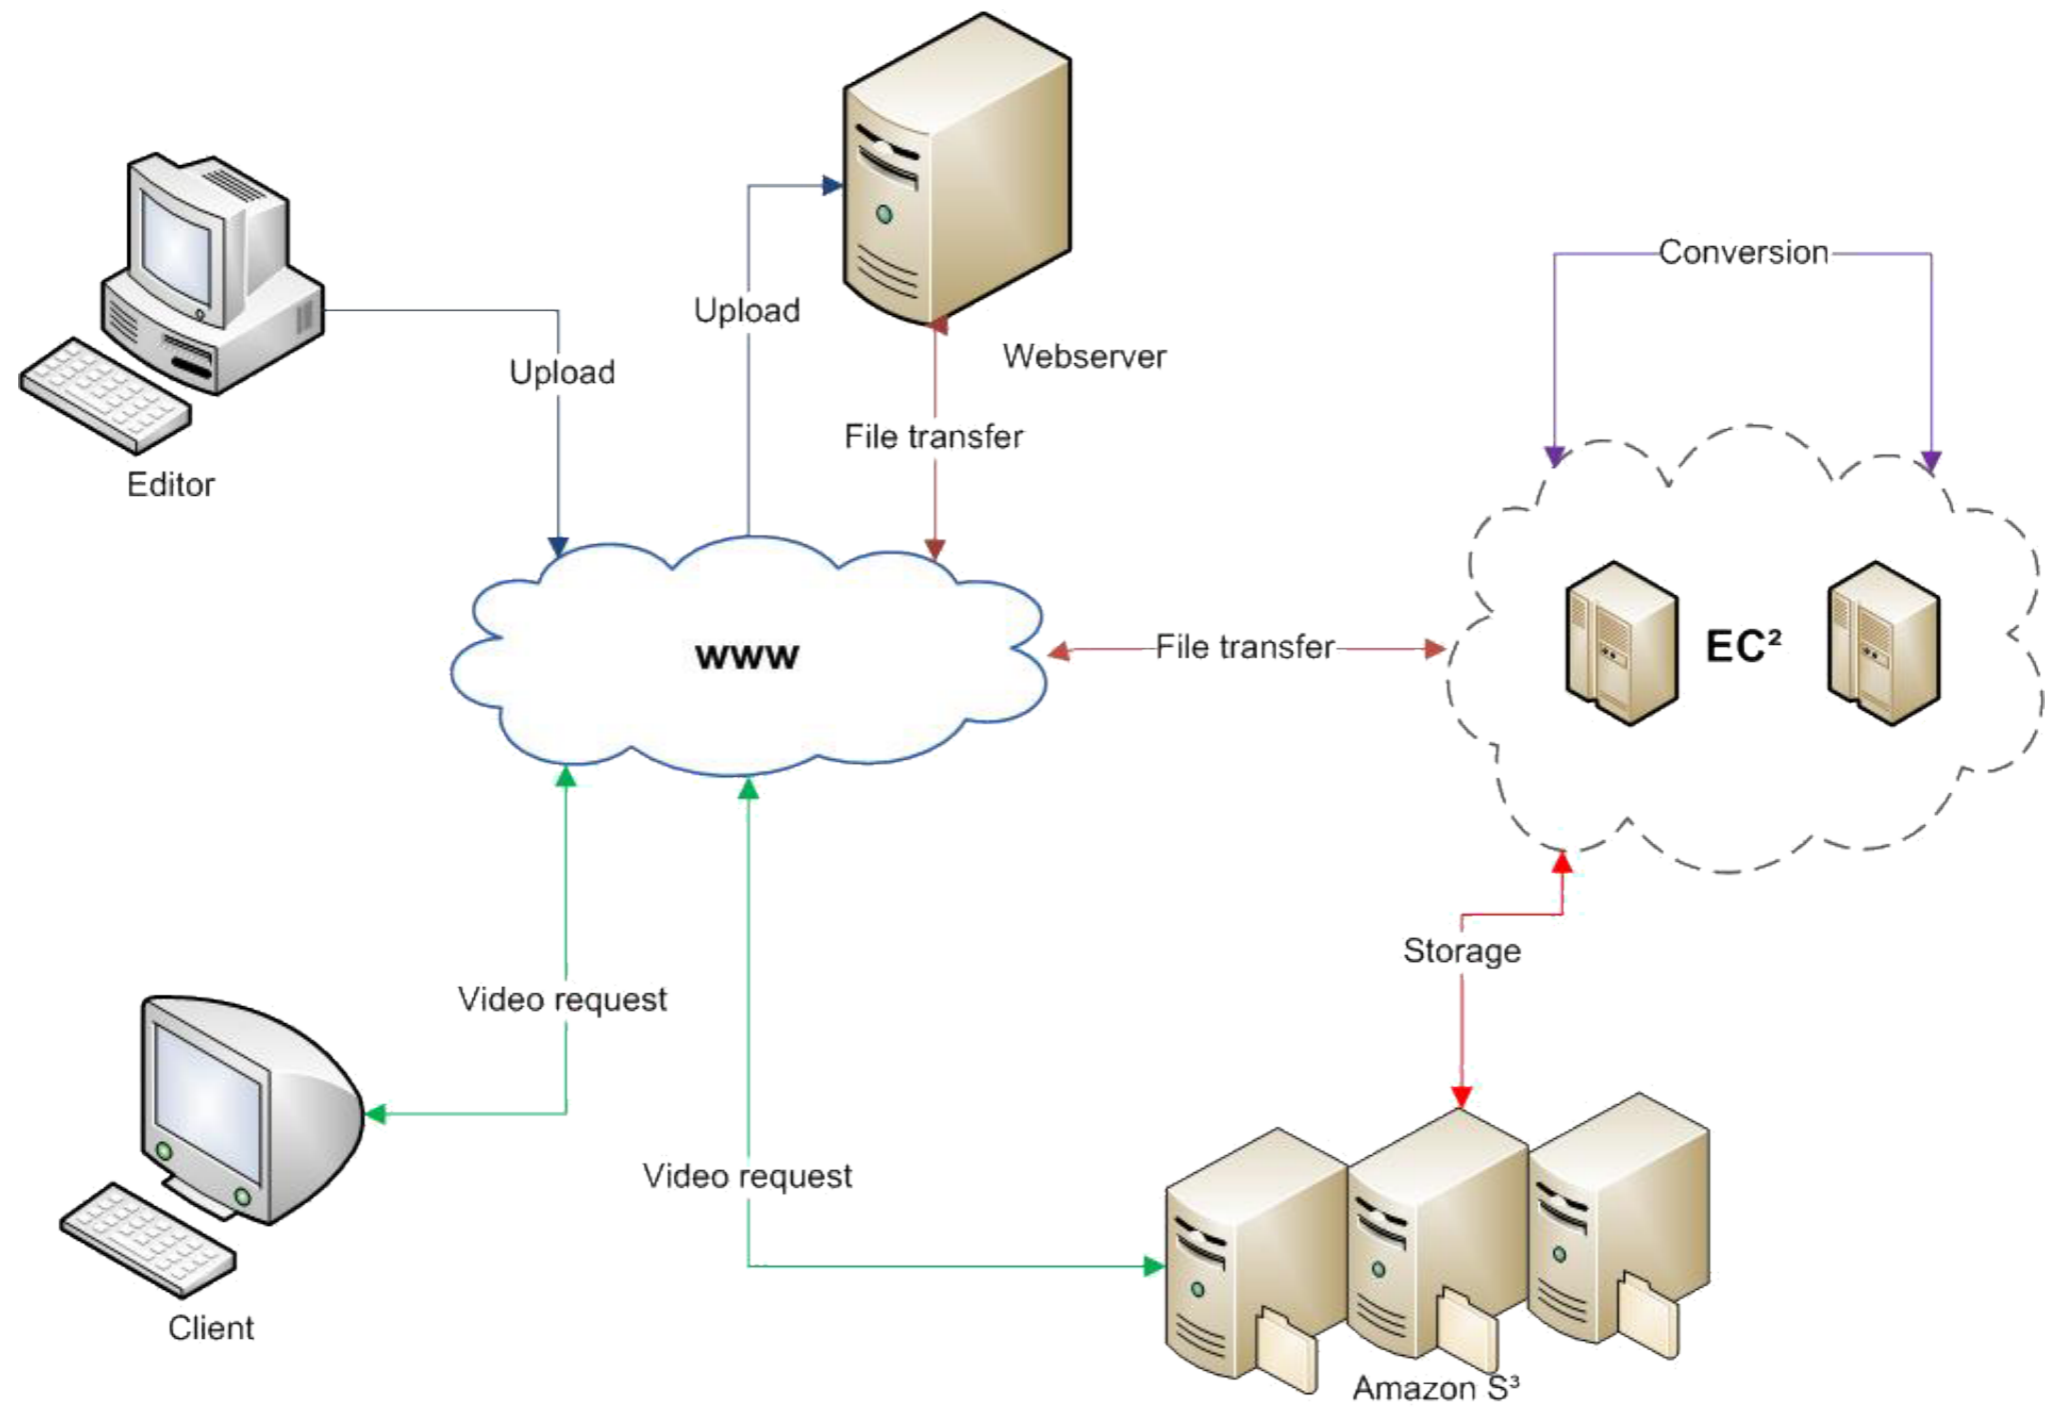 Conversion
Upload
Webserver
Upload
File transfer
Editor
www
File transfer
EC²
Storage
Video request
Video request
Client
Amazon S³